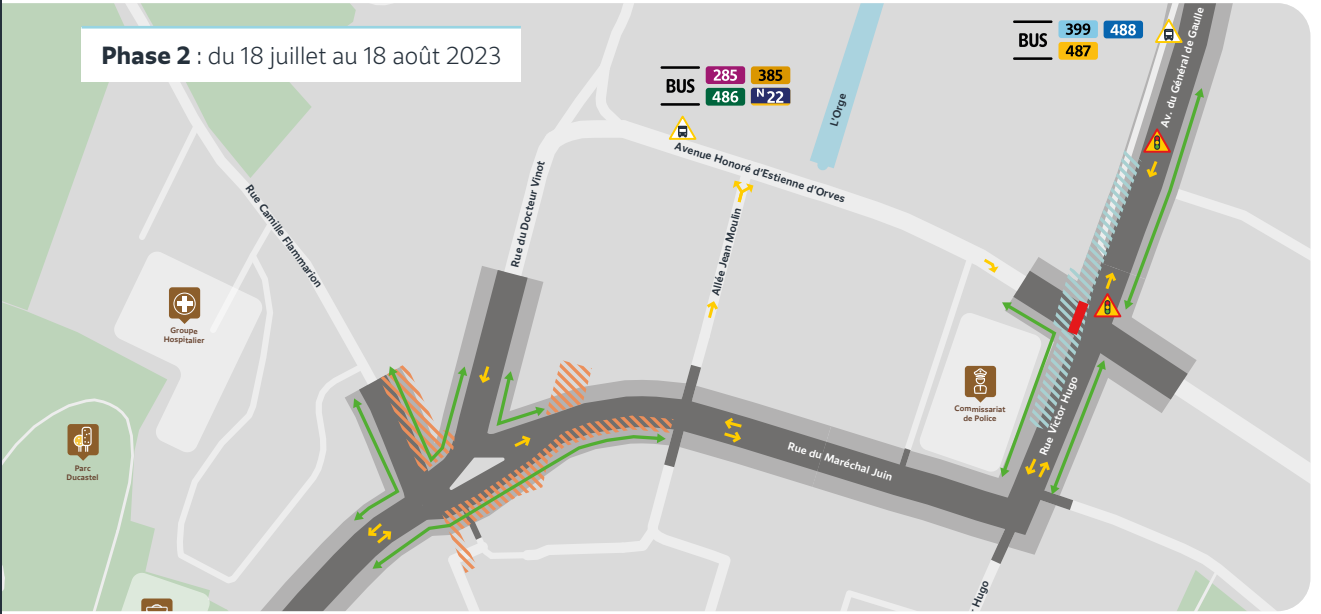 Phase 2 : du 18 juillet au 18 août 2023
BUS
285
385
486
N 22
BUS
399
488
487
Av. du Général de Gaulle
L'Orge
Avenue Honoré d'Estienne d'Orves
Rue du Docteur Vinot
Rue Camille Flammarion
Allée Jean Moulin
Groupe
Hospitalier
Commissariat
de Police
Rue Victor Hugo
Parc
Ducastel
Rue du Maréchal Juin
Hugo